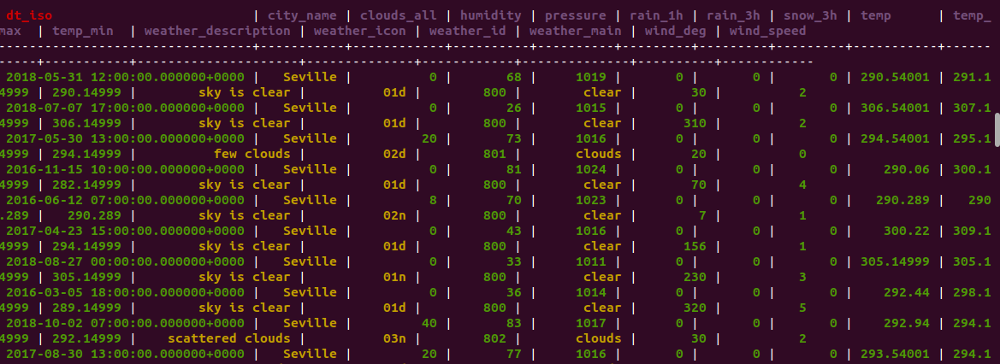 dt_iso | city_name | clouds_all | humidity | pressure | rain_1h | rain_3h | snow_3h | temp | temp_
max | temp_min | weather_description | weather_icon | weather_id | weather_main | wind_deg | wind_speed
--------------------------------+-----------+------------+----------+----------+---------+---------+---------+-----------+------
-----+-----------+---------------------+--------------+------------+--------------+----------+------------
2018-05-31 12:00:00.000000+0000 | Seville | 0 | 68 | 1019 | 0 | 0 | 0 | 290.54001 | 291.1
4999 | 290.14999 | sky is clear | 01d | 800 | clear | 30 | 2
2018-07-07 17:00:00.000000+0000 | Seville | 0 | 26 | 1015 | 0 | 0 | 0 | 306.54001 | 307.1
4999 | 306.14999 | sky is clear | 01d | 800 | clear | 310 | 2
2017-05-30 13:00:00.000000+0000 | Seville | 20 | 73 | 1016 | 0 | 0 | 0 | 294.54001 | 295.1
4999 | 294.14999 | few clouds | 02d | 801 | clouds | 20 | 0
2016-11-15 10:00:00.000000+0000 | Seville | 0 | 81 | 1024 | 0 | 0 | 0 | 290.06 | 300.1
4999 | 282.14999 | sky is clear | 01d | 800 | clear | 70 | 4
2016-06-12 07:00:00.000000+0000 | Seville | 8 | 70 | 1023 | 0 | 0 | 0 | 290.289 | 290
.289 | 290.289 | sky is clear | 02n | 800 | clear | 7 | 1
2017-04-23 15:00:00.000000+0000 | Seville | 0 | 43 | 1016 | 0 | 0 | 0 | 300.22 | 309.1
4999 | 294.14999 | sky is clear | 01d | 800 | clear | 156 | 1
2018-08-27 00:00:00.000000+0000 | Seville | 0 | 33 | 1011 | 0 | 0 | 0 | 305.14999 | 305.1
4999 | 305.14999 | sky is clear | 01n | 800 | clear | 230 | 3
2016-03-05 18:00:00.000000+0000 | Seville | 0 | 36 | 1014 | 0 | 0 | 0 | 292.44 | 298.1
4999 | 289.14999 | sky is clear | 01d | 800 | clear | 320 | 5
2018-10-02 07:00:00.000000+0000 | Seville | 40 | 83 | 1017 | 0 | 0 | 0 | 292.94 | 294.1
4999 | 292.14999 | scattered clouds | 03n | 802 | clouds | 30 | 2
2017-08-30 13:00:00.000000+0000 | Seville | 20 | 77 | 1016 | 0 | 0 | 0 | 293.54001 | 294.1